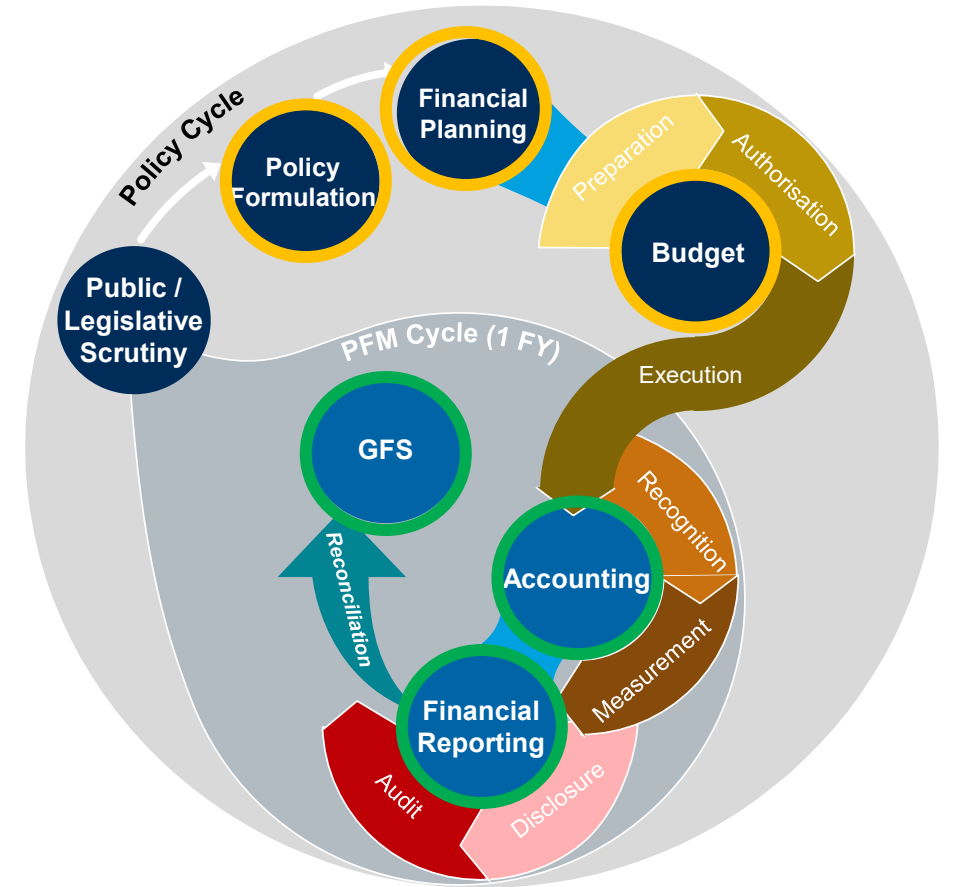 Policy Cycle
Financial
Planning
Policy
Formulation
Public /
Legislative
Scrutiny
Preparation
Authorisation
Budget
Execution
PFM Cycle (1 FY)
GFS
Recognition
Accounting
Measurement
Reconciliation
Financial
Reporting
Disclosure
Audit